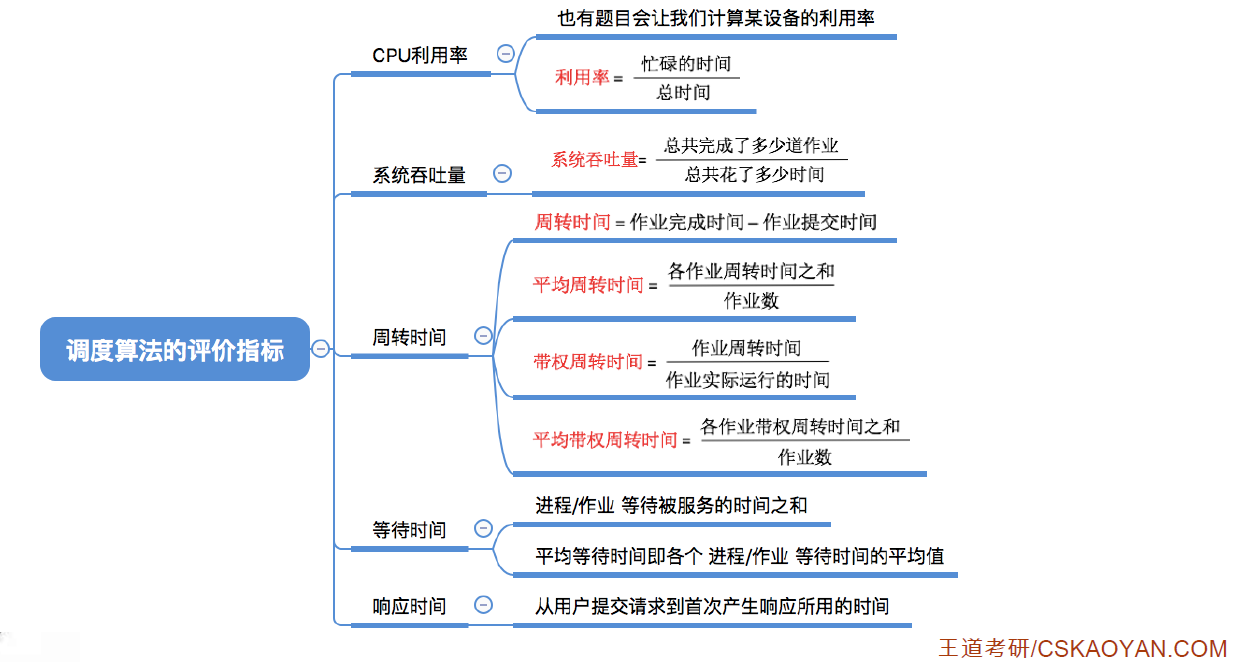 调度算法的评价指标
CPU利用率
也有题目会让我们计算某设备的利用率
利用率 = 忙碌的时间
总时间
系统吞吐量
系统吞吐量= 总共完成了多少道作业
总共花了多少时间
周转时间
周转时间 = 作业完成时间 – 作业提交时间
平均周转时间 = 各作业周转时间之和
作业数
带权周转时间 = 作业周转时间
作业实际运行的时间
平均带权周转时间 = 各作业带权周转时间之和
作业数
等待时间
进程/作业 等待被服务的时间之和
平均等待时间即各个 进程/作业 等待时间的平均值
响应时间
从用户提交请求到首次产生响应所用的时间
王道考研/CSKAOYAN.COM